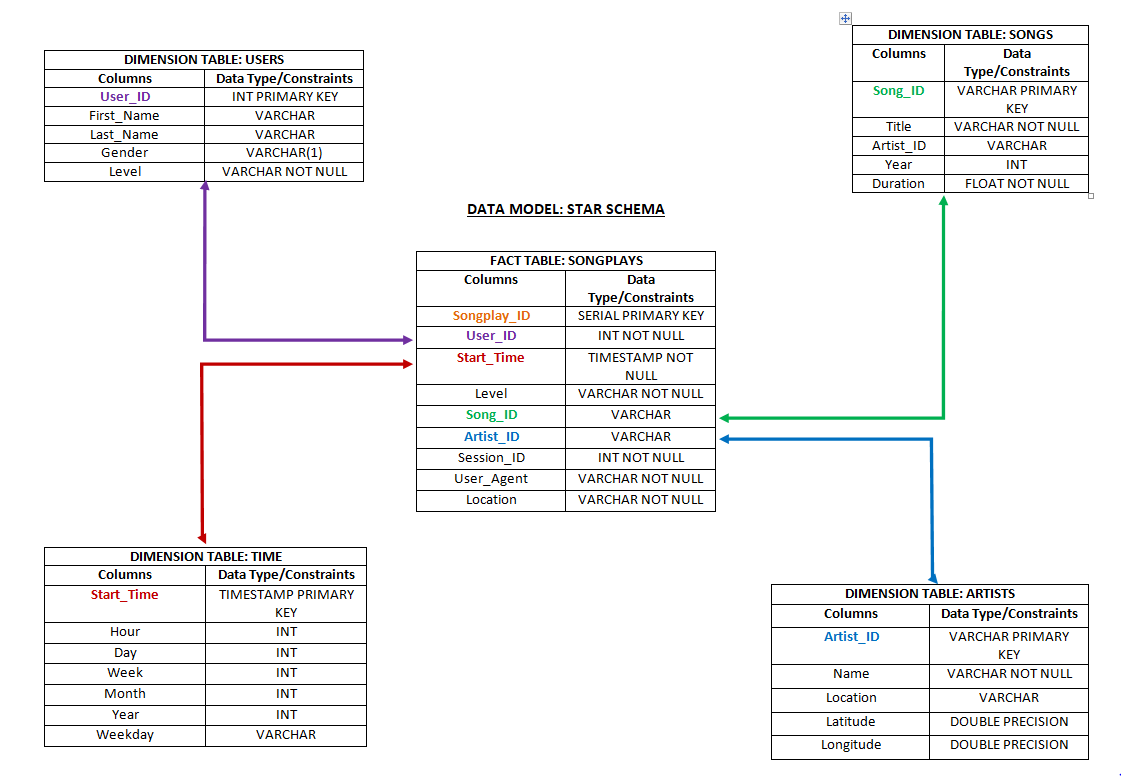 DIMENSION TABLE: USERS
Columns Data Type/Constraints
User_ID INT PRIMARY KEY
First_Name VARCHAR
Last_Name VARCHAR
Gender VARCHAR(1)
Level VARCHAR NOT NULL
DIMENSION TABLE: SONGS
Columns Data
Type/Constraints
Song_ID VARCHAR PRIMARY
KEY
Title VARCHAR NOT NULL
Artist_ID VARCHAR
Year INT
Duration FLOAT NOT NULL
DATA MODEL: STAR SCHEMA
FACT TABLE: SONGPLAYS
Columns Data
Type/Constraints
Songplay_ID SERIAL PRIMARY KEY
User_ID INT NOT NULL
Start_Time TIMESTAMP NOT
NULL
Level VARCHAR NOT NULL
Song_ID VARCHAR
Artist_ID VARCHAR
Session_ID INT NOT NULL
User_Agent VARCHAR NOT NULL
Location VARCHAR NOT NULL
DIMENSION TABLE: TIME
Columns Data Type/Constraints
Start_Time TIMESTAMP PRIMARY
KEY
Hour INT
Day INT
Week INT
Month INT
Year INT
Weekday VARCHAR
DIMENSION TABLE: ARTISTS
Columns Data Type/Constraints
Artist_ID VARCHAR PRIMARY
KEY
Name VARCHAR NOT NULL
Location VARCHAR
Latitude DOUBLE PRECISION
Longitude DOUBLE PRECISION